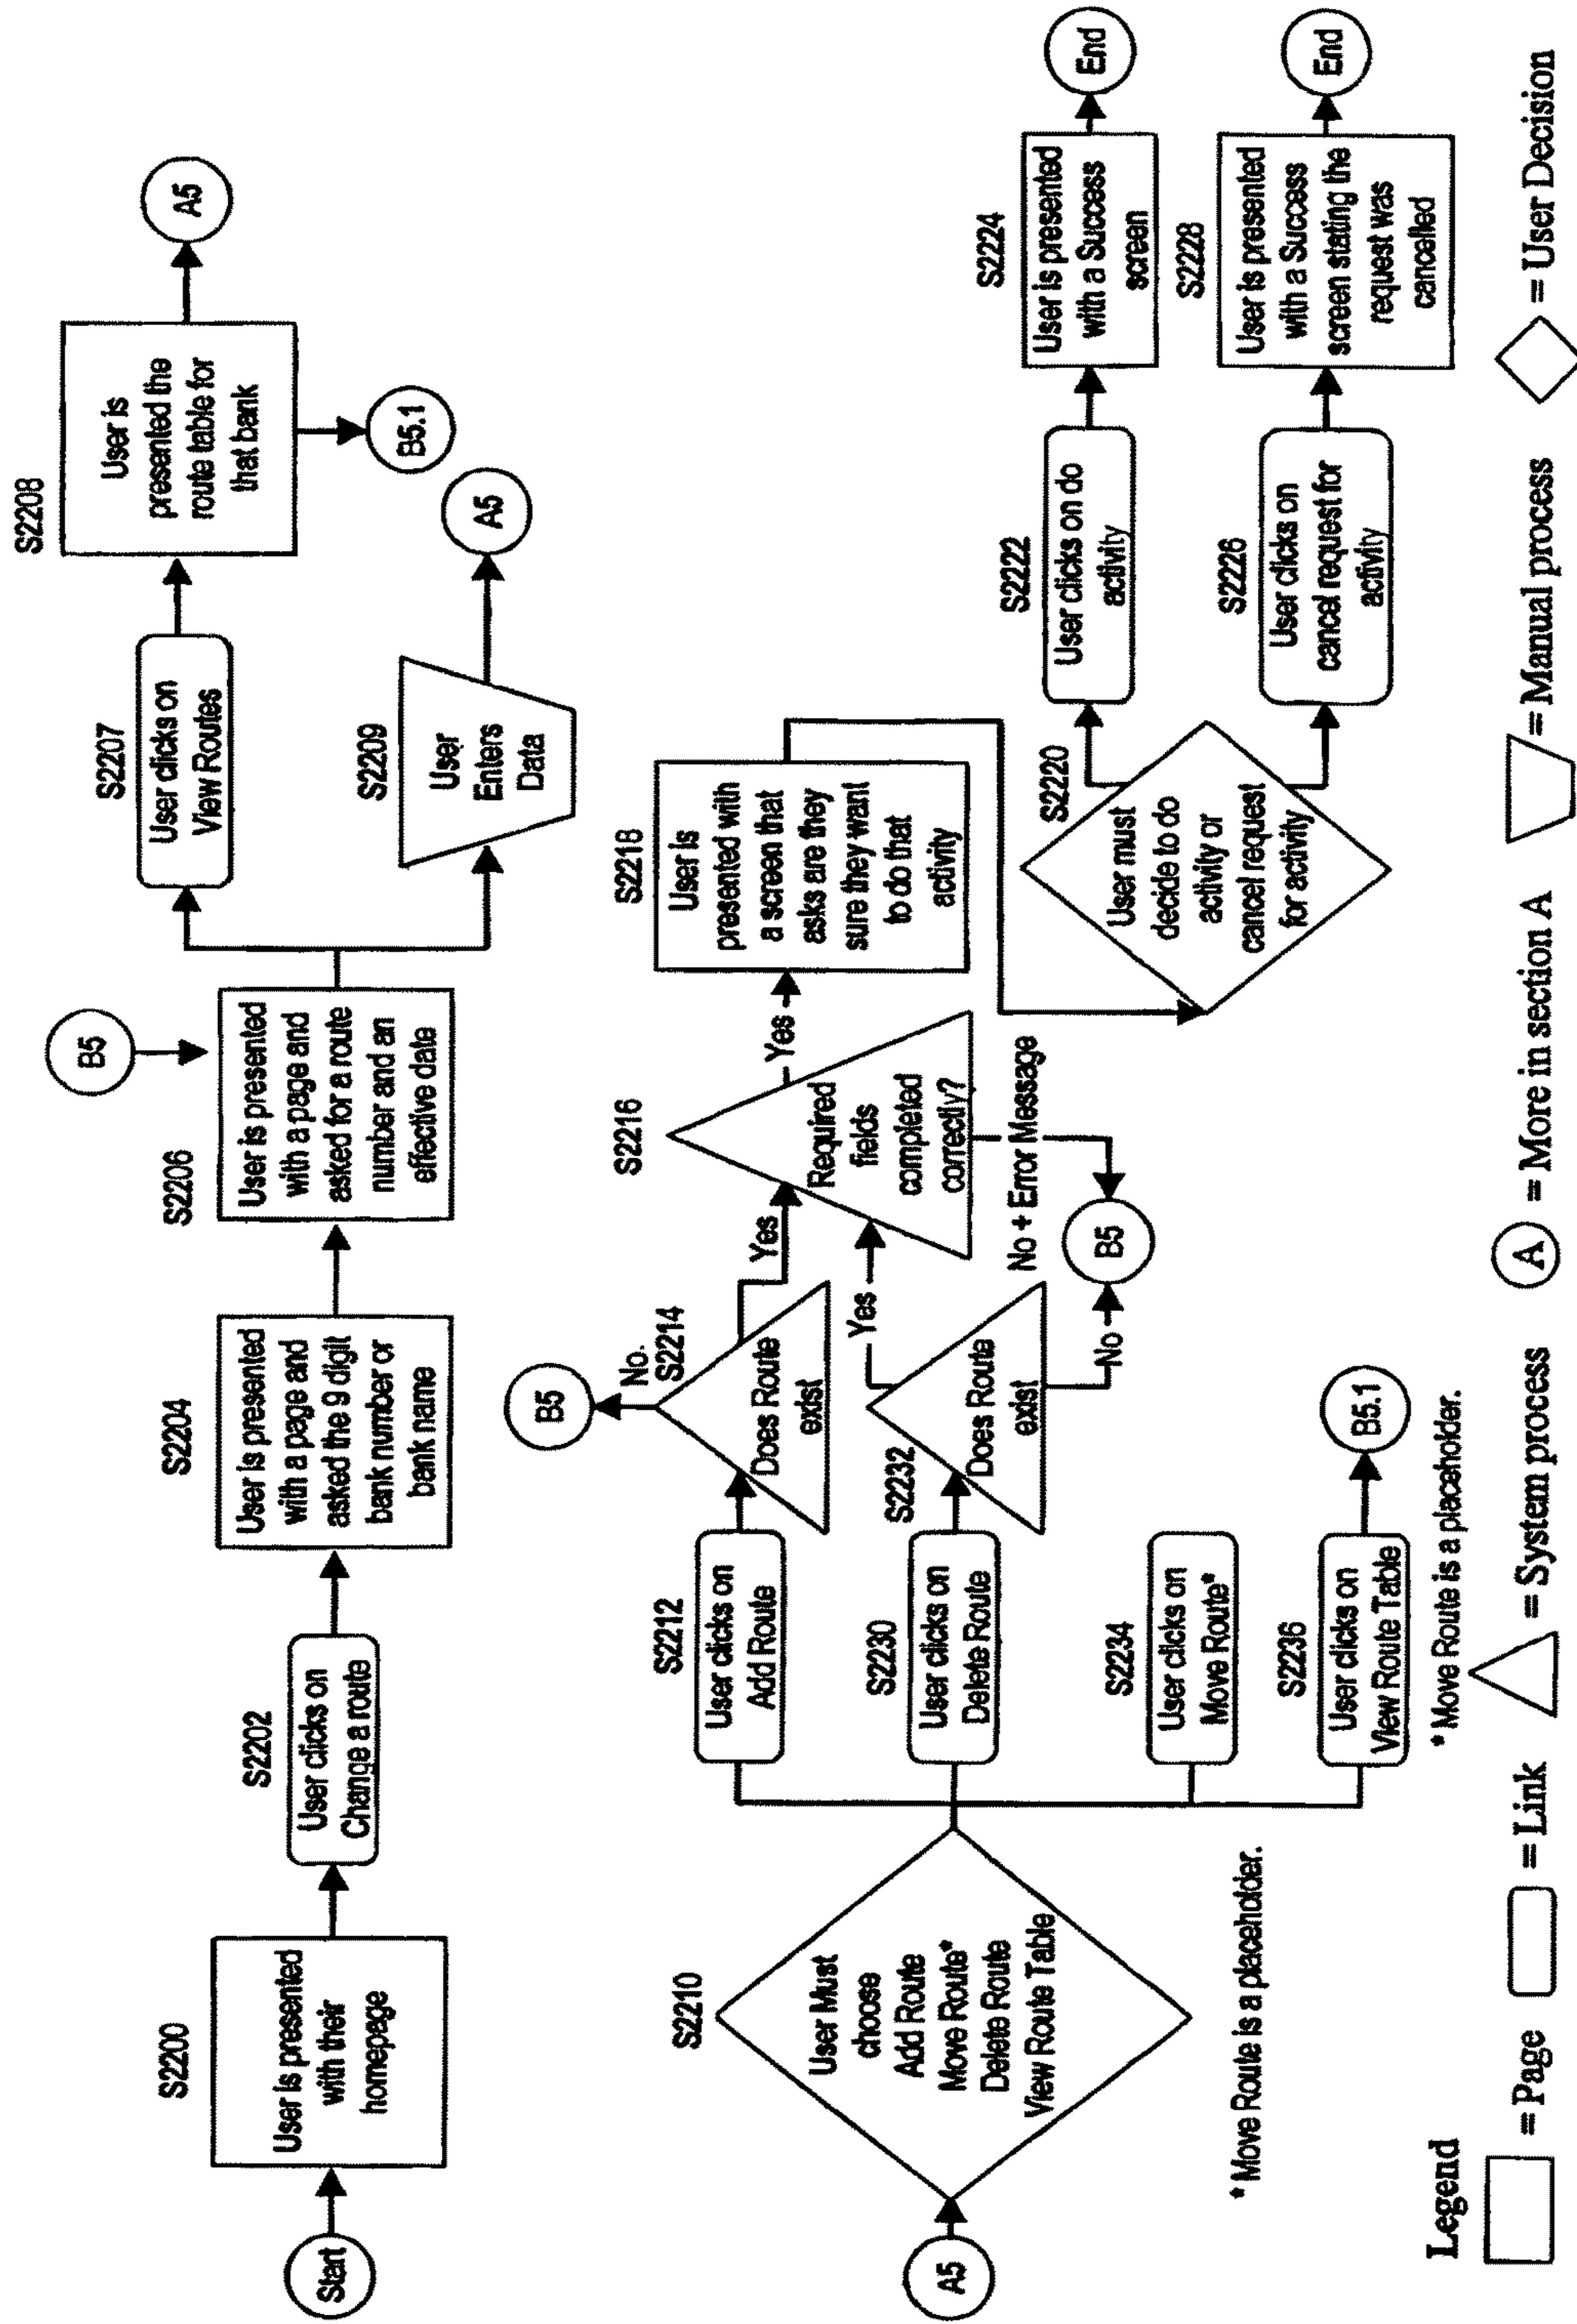 Start
S2200
User is presented
with their
homepage
S2202
User clicks on
Change a route
S2204
User is presented
with a page and
asked the 9 digit
bank number or
bank name
B5
S2206
User is presented
with a page and
asked for a route
number and an
effective date
S2207
User clicks on
View Routes
S2208
User is
presented the
route table for
that bank
A5
B5.1
S2209
User
Enters
Data
A5
A5
S2210
User Must
choose
Add Route
Move Route*
Delete Route
View Route Table
* Move Route is a placeholder.
S2212
User clicks on
Add Route
B5
No.
S2214
Does Route
exist
Yes
S2216
Required
fields
completed
correctly?
Yes
No + Error Message
B5
S2218
User is
presented with
a screen that
asks are they
sure they want
to do that
activity
S2220
User must
decide to do
activity or
cancel request
for activity
S2222
User clicks on do
activity
S2224
User is presented
with a Success
screen
End
S2226
User clicks on
cancel request for
activity
S2228
User is presented
with a Success
screen stating the
request was
cancelled
End
S2230
User clicks on
Delete Route
S2232
Does Route
exist
Yes
No
S2234
User clicks on
Move Route*
S2236
User clicks on
View Route Table
B5.1
* Move Route is a placeholder.
Legend
= Page
= Link
= System process
A = More in section A
= Manual process
= User Decision